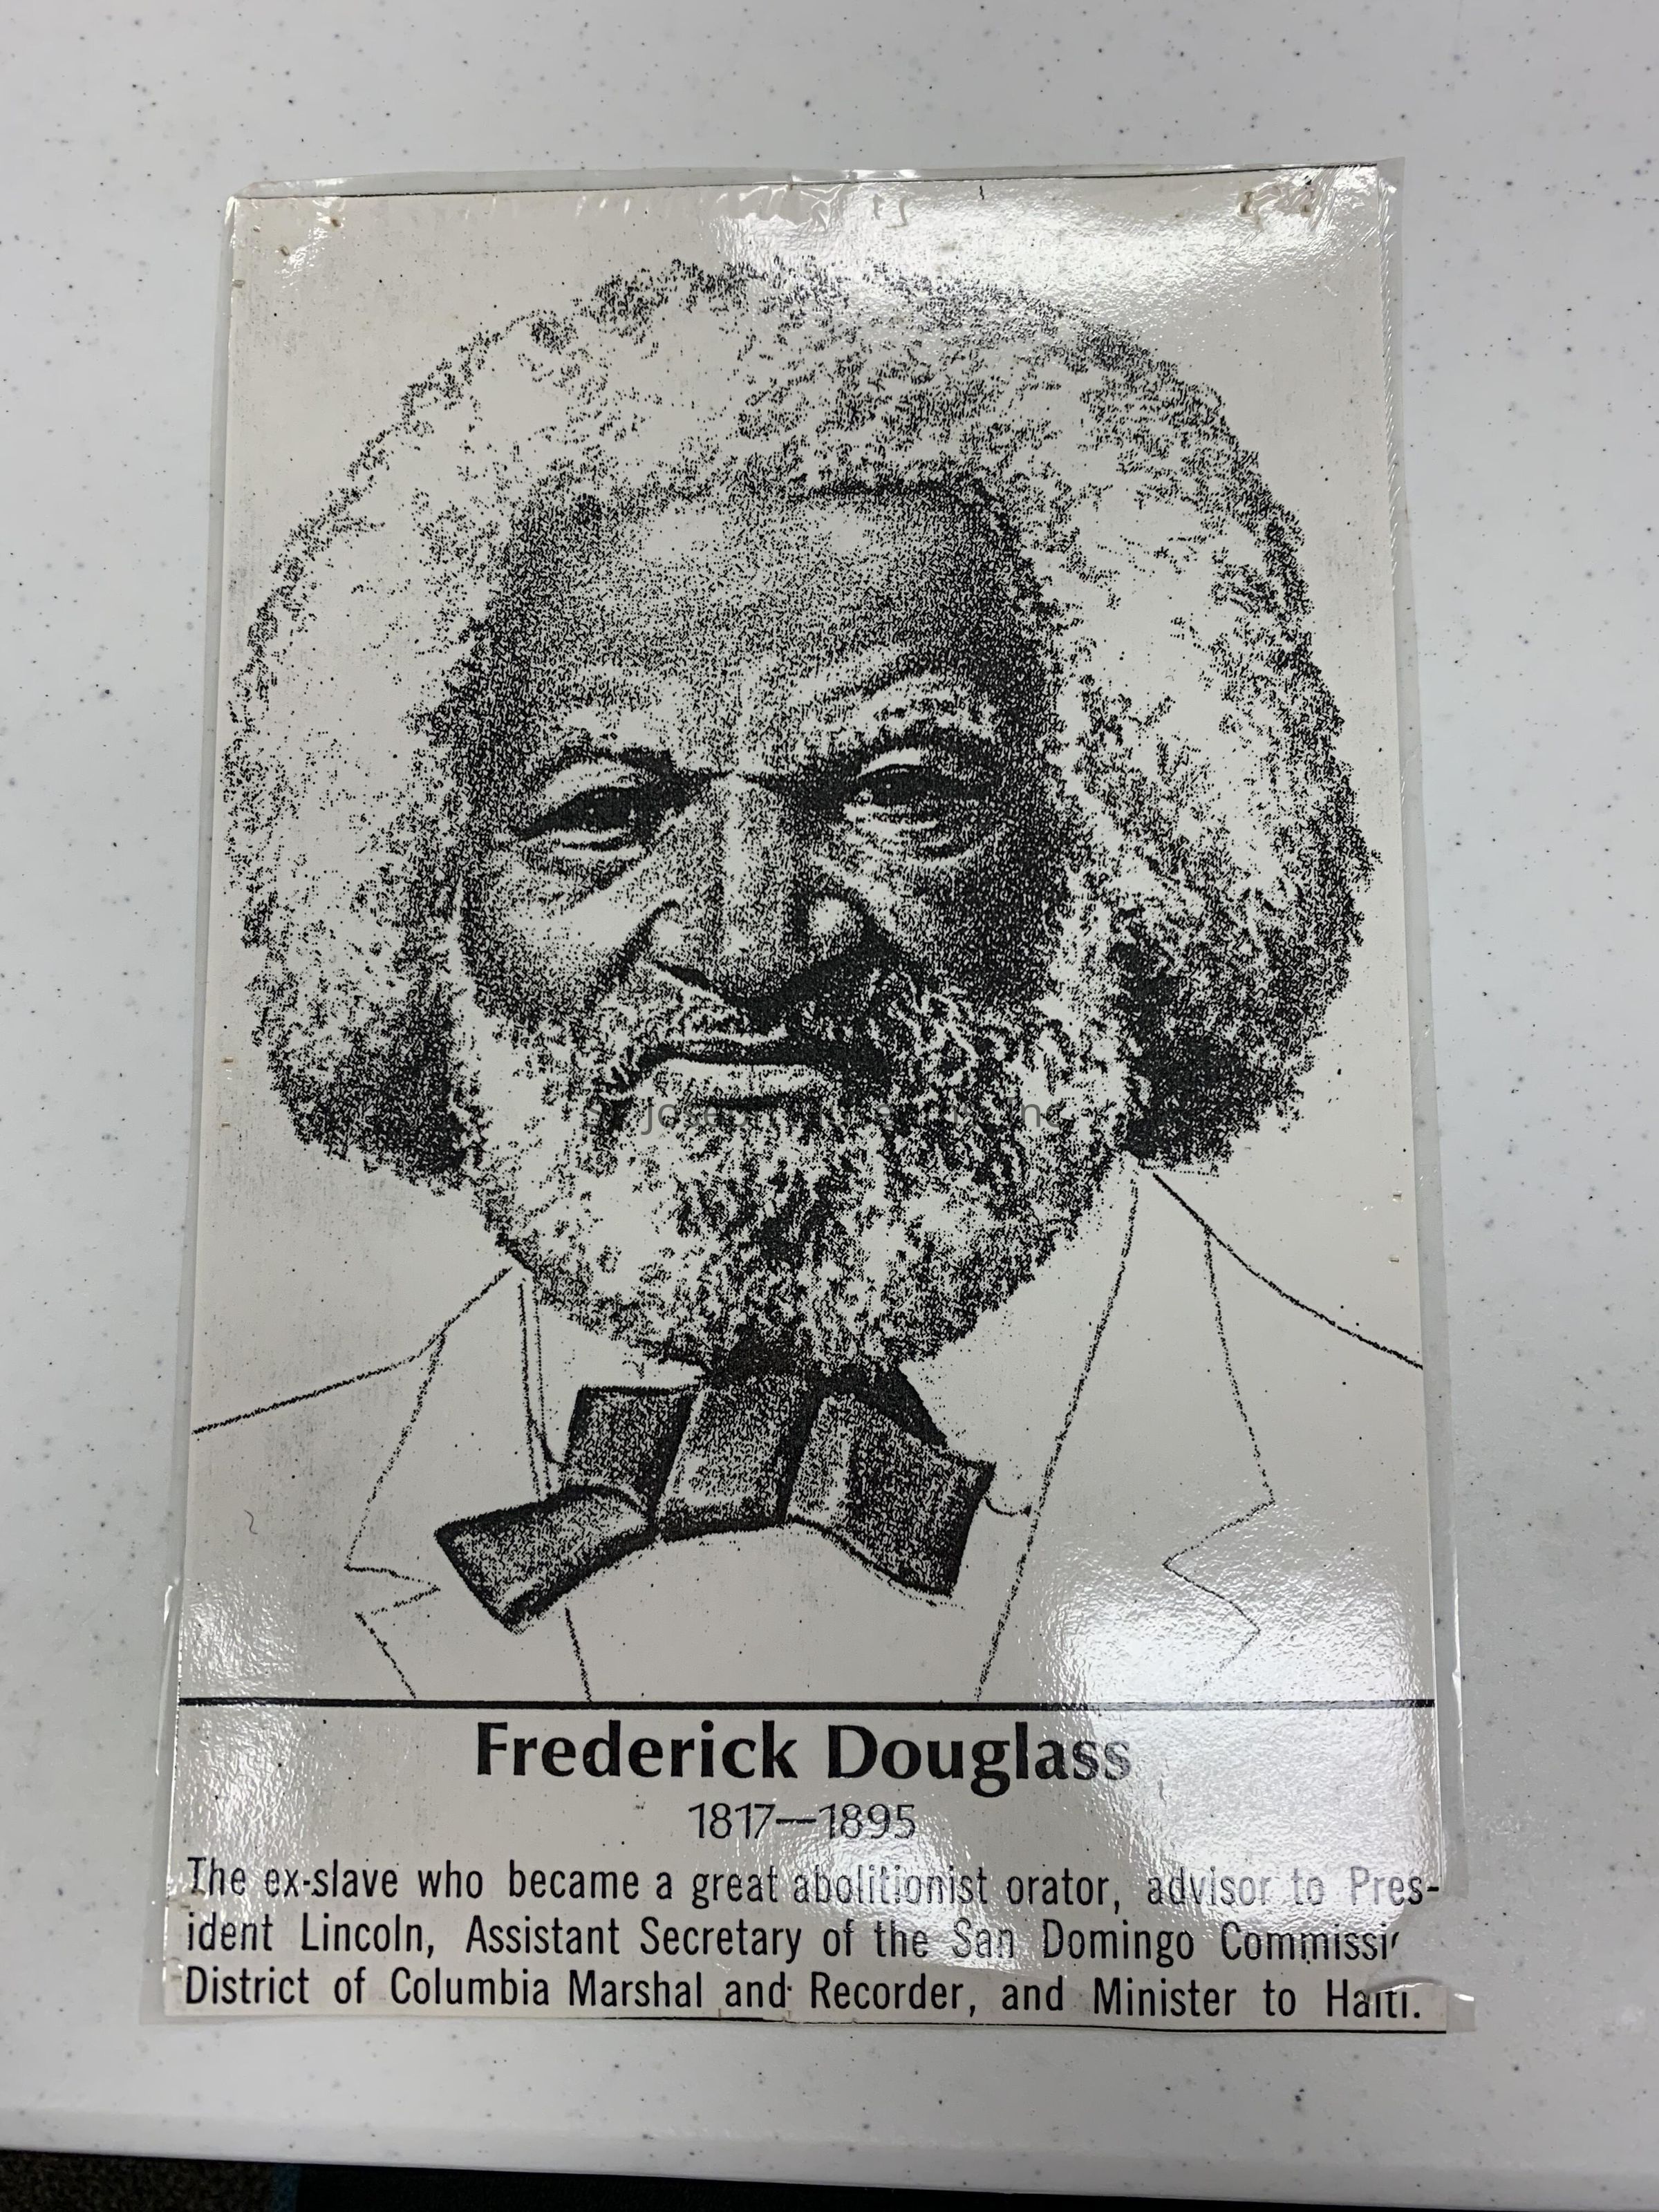 Frederick Douglass
1817—1895
The ex-slave who became a great abolitionist orator, advisor to Pres-
ident Lincoln, Assistant Secretary of the San Domingo
District of Columbia Marshal and Recorder, and Minister to Haiti.